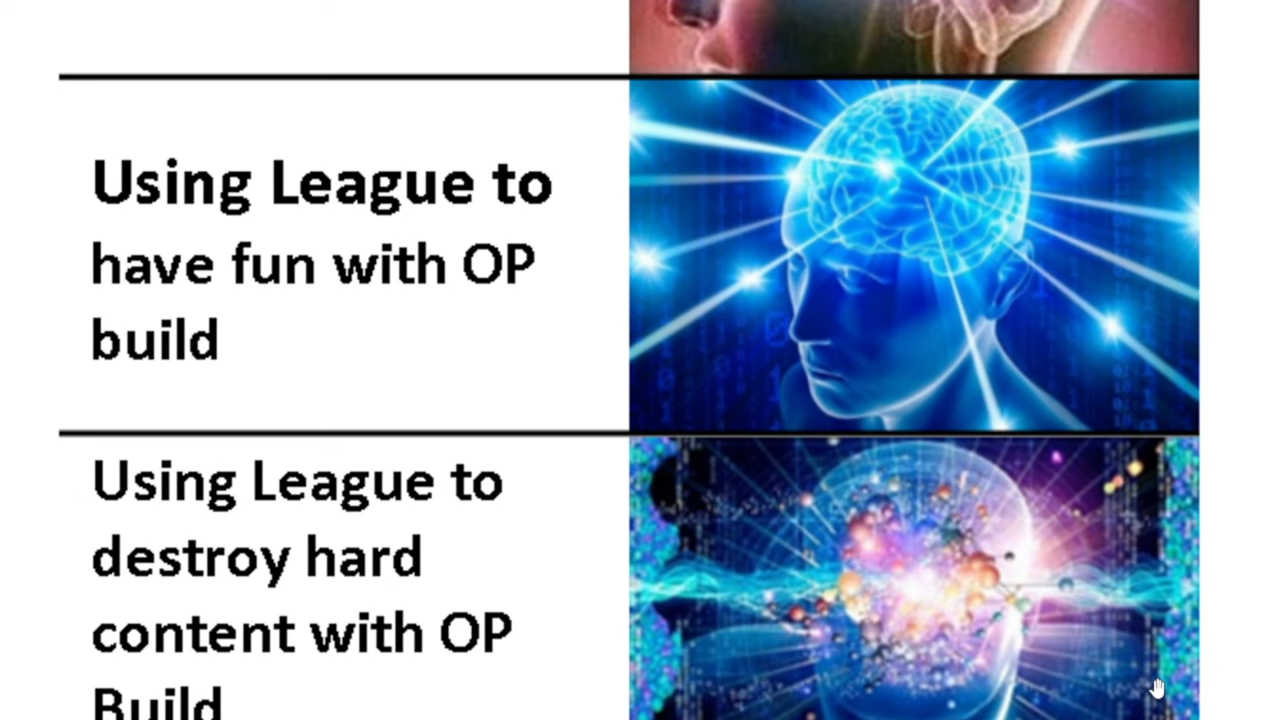 Using League to
have fun with OP
build
Using League to
destroy hard
content with OP
Build